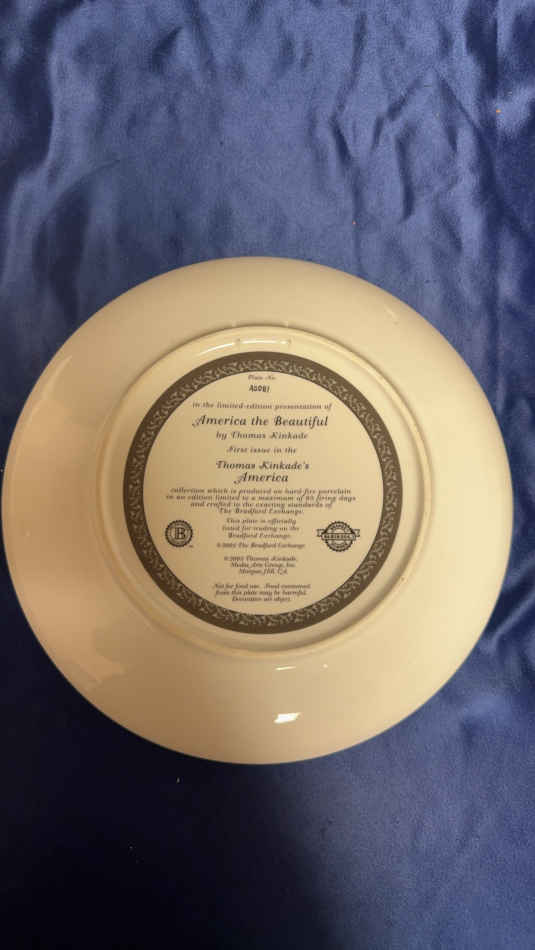 Plate No.
in the limited-edition presentation of
America the Beautiful
by Thomas Kinkade
First issue in the
Thomas Kinkade's
America
collection which is produced on hard-fire porcelain
in an edition limited to a maximum of 95 firing days
and crafted to the exacting standards of
The Bradford Exchange.
This plate is officially
listed for trading on the
Bradford Exchange.
B
©2002 The Bradford Exchange
Thomas Kinkade,
Media Arts Group, Inc.
Morgan Hill, CA
Not for food use. Food consumed
from this plate may be harmful.
Decorative art object.